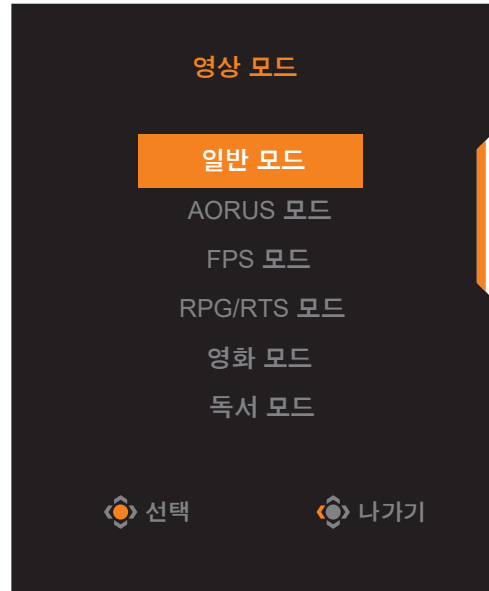 영상 모드
일반 모드
AORUS 모드
FPS 모드
RPG/RTS 모드
영화 모드
독서 모드
선택 나가기